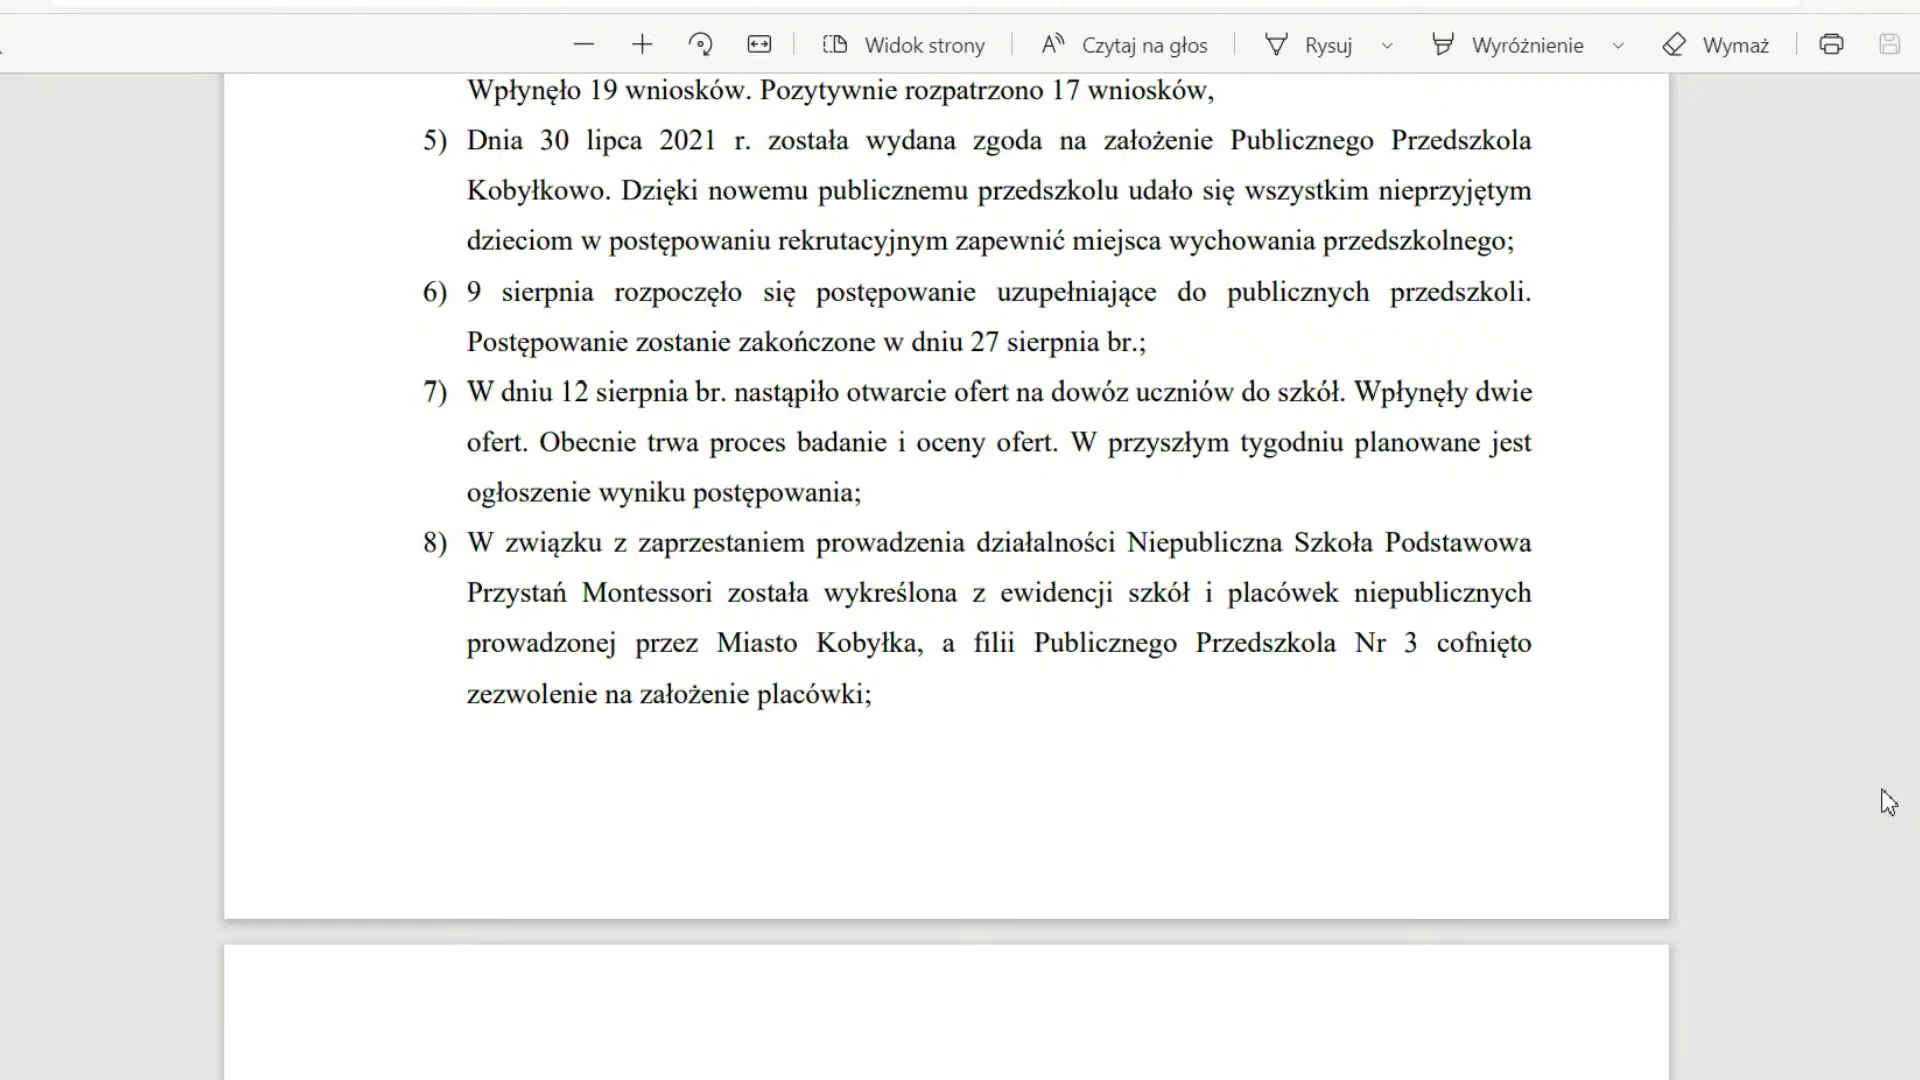 Widok strony
Czytaj na głos
Rysuj
Wyróżnienie
Wymaż
Wpłynęło 19 wniosków. Pozytywnie rozpatrzono 17 wniosków,
5) Dnia 30 lipca 2021 r. została wydana zgoda na założenie Publicznego Przedszkola
Kobyłkowo. Dzięki nowemu publicznemu przedszkolu udało się wszystkim nieprzyjętym
dzieciom w postępowaniu rekrutacyjnym zapewnić miejsca wychowania przedszkolnego;
6) 9 sierpnia rozpoczęło się postępowanie uzupełniające do publicznych przedszkoli.
Postępowanie zostanie zakończone w dniu 27 sierpnia br.;
7) W dniu 12 sierpnia br. nastąpiło otwarcie ofert na dowóz uczniów do szkół. Wpłynęły dwie
ofert. Obecnie trwa proces badanie i oceny ofert. W przyszłym tygodniu planowane jest
ogłoszenie wyniku postępowania;
8) W związku z zaprzestaniem prowadzenia działalności Niepubliczna Szkoła Podstawowa
Przystań Montessori została wykreślona z ewidencji szkół i placówek niepublicznych
prowadzonej przez Miasto Kobyłka, a filii Publicznego Przedszkola Nr 3 cofnięto
zezwolenie na założenie placówki;